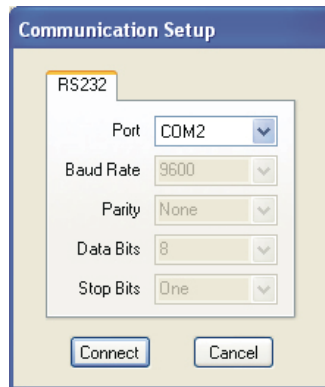 Communication Setup
RS232
Port COM2
Baud Rate 9600
Parity None
Data Bits 8
Stop Bits One
Connect Cancel